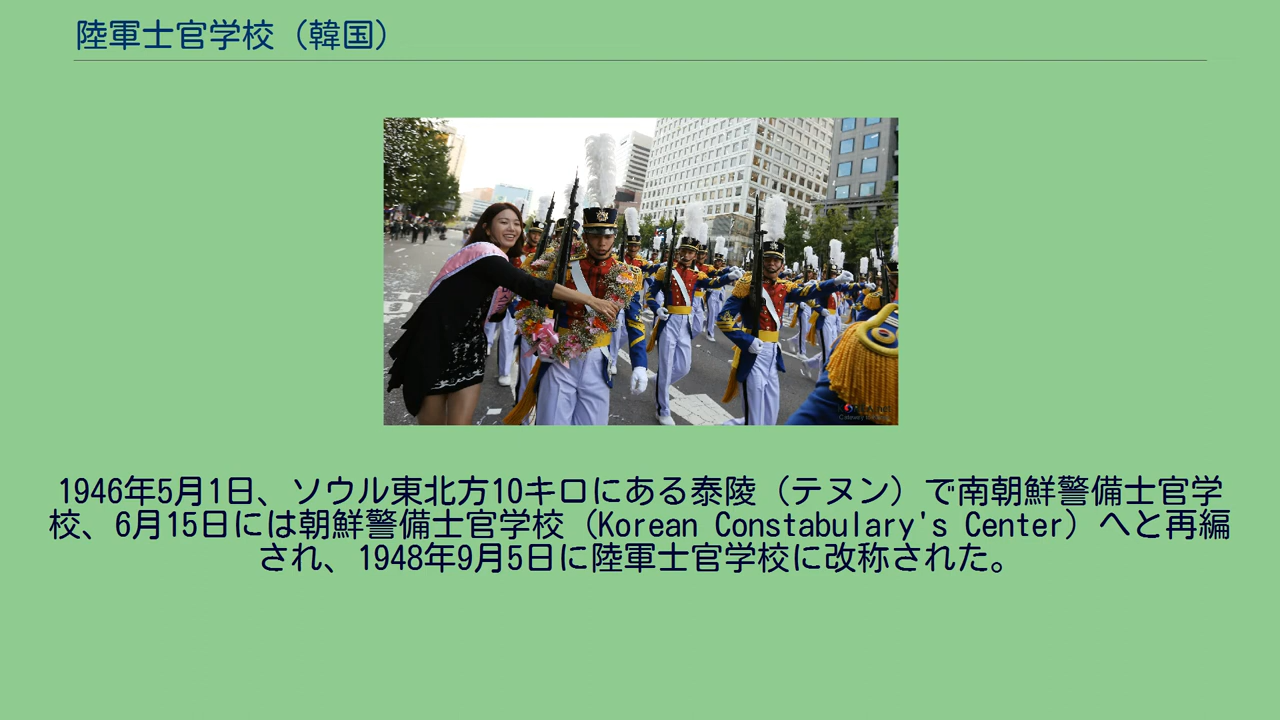 陸軍士官学校（韓国）
1946年5月1日、ソウル東北方10キロにある泰陵（テヌン）で南朝鮮警備士官学
校、6月15日には朝鮮警備士官学校（Korean Constabulary's Center）へと再編
され、1948年9月5日に陸軍士官学校に改称された。